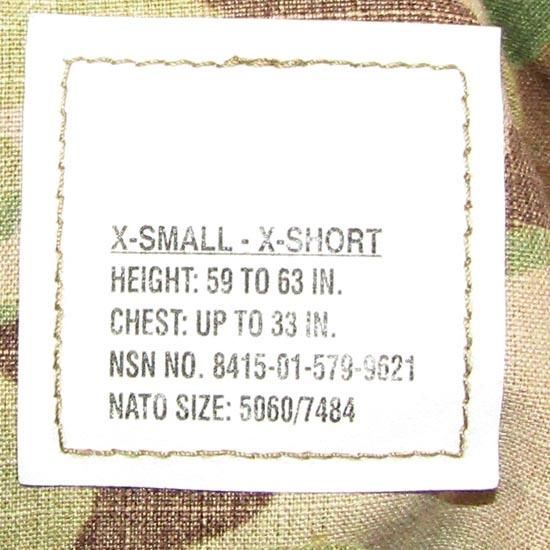 X-SMALL - X-SHORT
HEIGHT: 59 TO 63 IN.
CHEST: UP TO 33 IN.
NSN NO. 8415-01-579-9621
NATO SIZE: 5060/7484